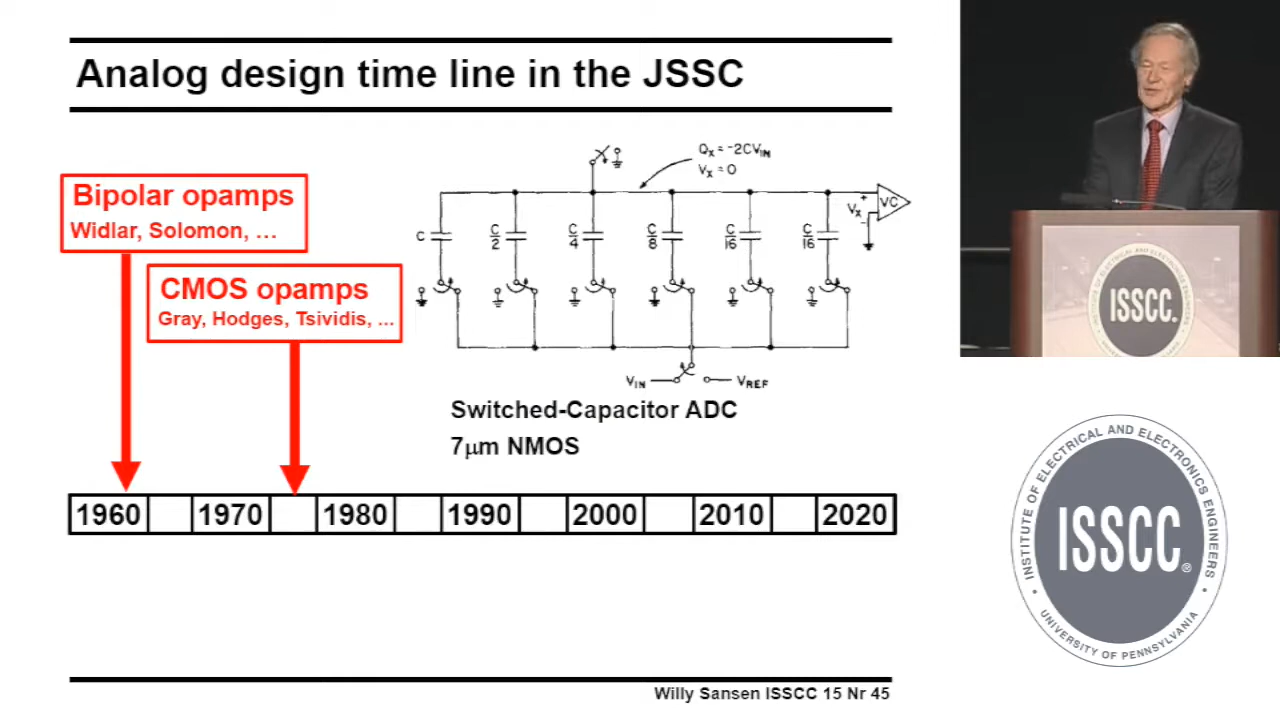 Analog design time line in the JSSC
Bipolar opamps
Widlar, Solomon, ...
CMOS opamps
Gray, Hodges, Tsividis, ...
Qx = -2CVIN
Vx = 0
C
C/2
C/4
C/8
C/16
C/16
Vx
+
-
VC
VIN
VREF
Switched-Capacitor ADC
7μm NMOS
1960 1970 1980 1990 2000 2010 2020
Willy Sansen ISSCC 15 Nr 45
ISSCC.
INSTITUTE OF ELECTRICAL AND ELECTRONICS ENGINEERS
ISSCC®
UNIVERSITY OF PENNSYLVANIA